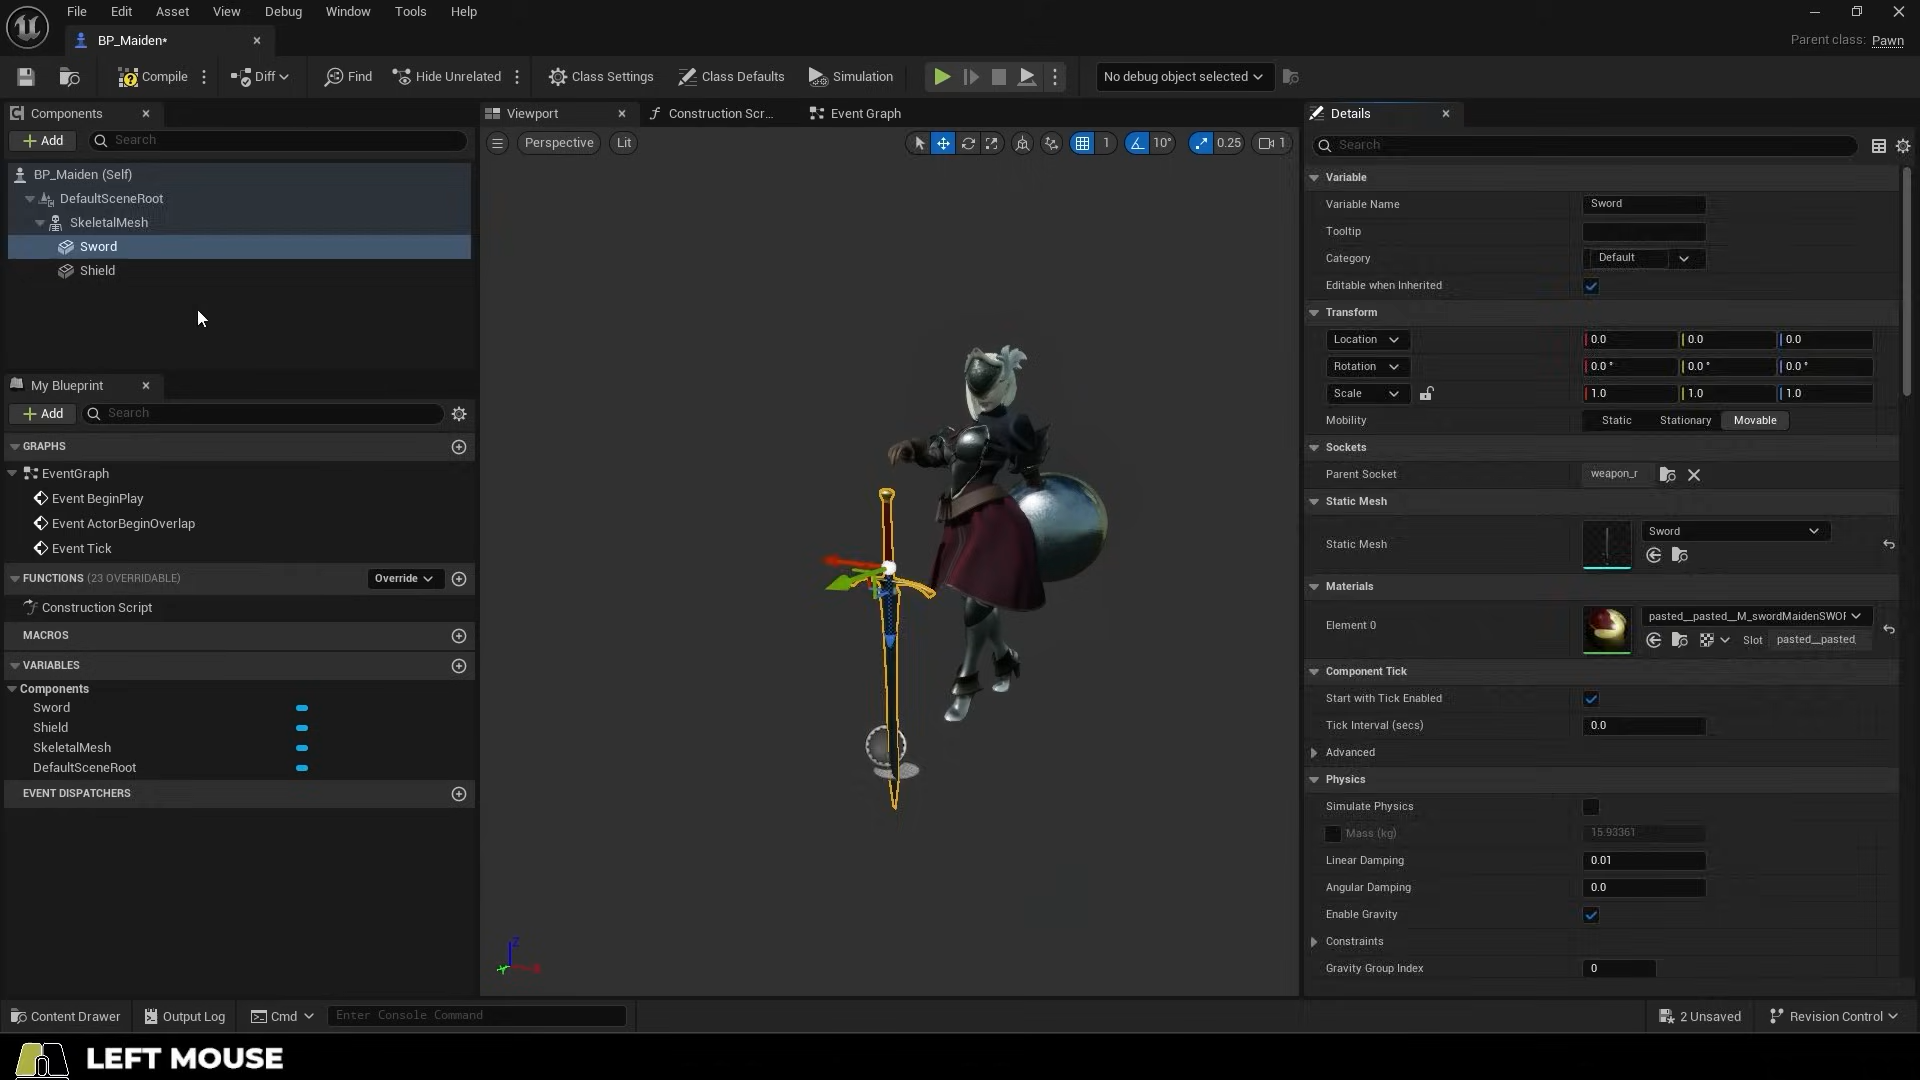 File Edit Asset View Debug Window Tools Help
BP_Maiden*
Parent class: Pawn
Compile Diff Find Hide Unrelated Class Settings Class Defaults Simulation No debug object selected
Components
Add Search
BP_Maiden (Self)
DefaultSceneRoot
SkeletalMesh
Sword
Shield
My Blueprint
Add Search
GRAPHS
EventGraph
Event BeginPlay
Event ActorBeginOverlap
Event Tick
FUNCTIONS (23 OVERRIDABLE) Override
Construction Script
MACROS
VARIABLES
Components
Sword
Shield
SkeletalMesh
DefaultSceneRoot
EVENT DISPATCHERS
Viewport Construction Scr... Event Graph
Perspective Lit 1 10° 0.25 1
Z
Details
Search
Variable
Variable Name Sword
Tooltip
Category Default
Editable when Inherited
Transform
Location 0.0 0.0 0.0
Rotation 0.0 ° 0.0 ° 0.0 °
Scale 1.0 1.0 1.0
Mobility Static Stationary Movable
Sockets
Parent Socket weapon_r
Static Mesh
Static Mesh Sword
Materials
Element 0 pasted__pasted__M_swordMaidenSWOR
Slot pasted__pasted
Component Tick
Start with Tick Enabled
Tick Interval (secs) 0.0
Advanced
Physics
Simulate Physics
Mass (kg) 15.93361
Linear Damping 0.01
Angular Damping 0.0
Enable Gravity
Constraints
Gravity Group Index 0
Content Drawer Output Log Cmd Enter Console Command 2 Unsaved Revision Control
LEFT MOUSE